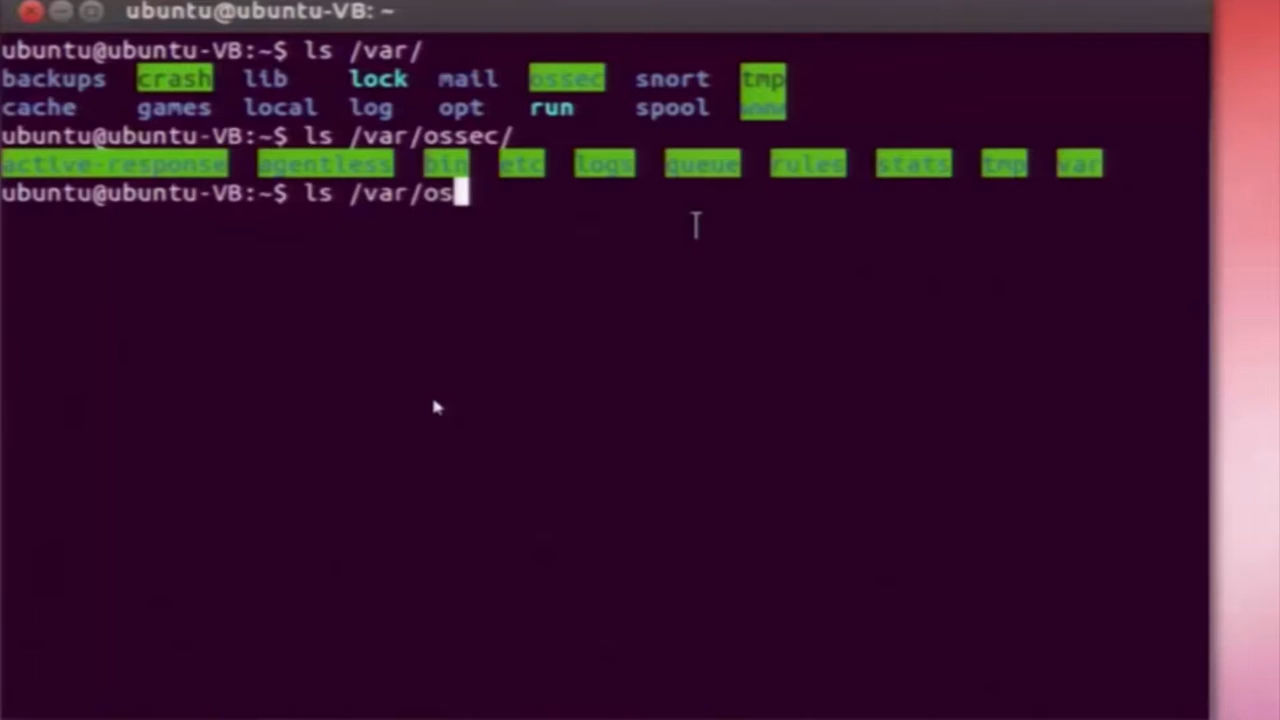 ubuntu@ubuntu-VB: ~
ubuntu@ubuntu-VB:~$ ls /var/
backups crash lib lock mail ossec snort tmp
cache games local log opt run spool www
ubuntu@ubuntu-VB:~$ ls /var/ossec/
active-response agentless bin etc logs queue rules stats tmp var
ubuntu@ubuntu-VB:~$ ls /var/os